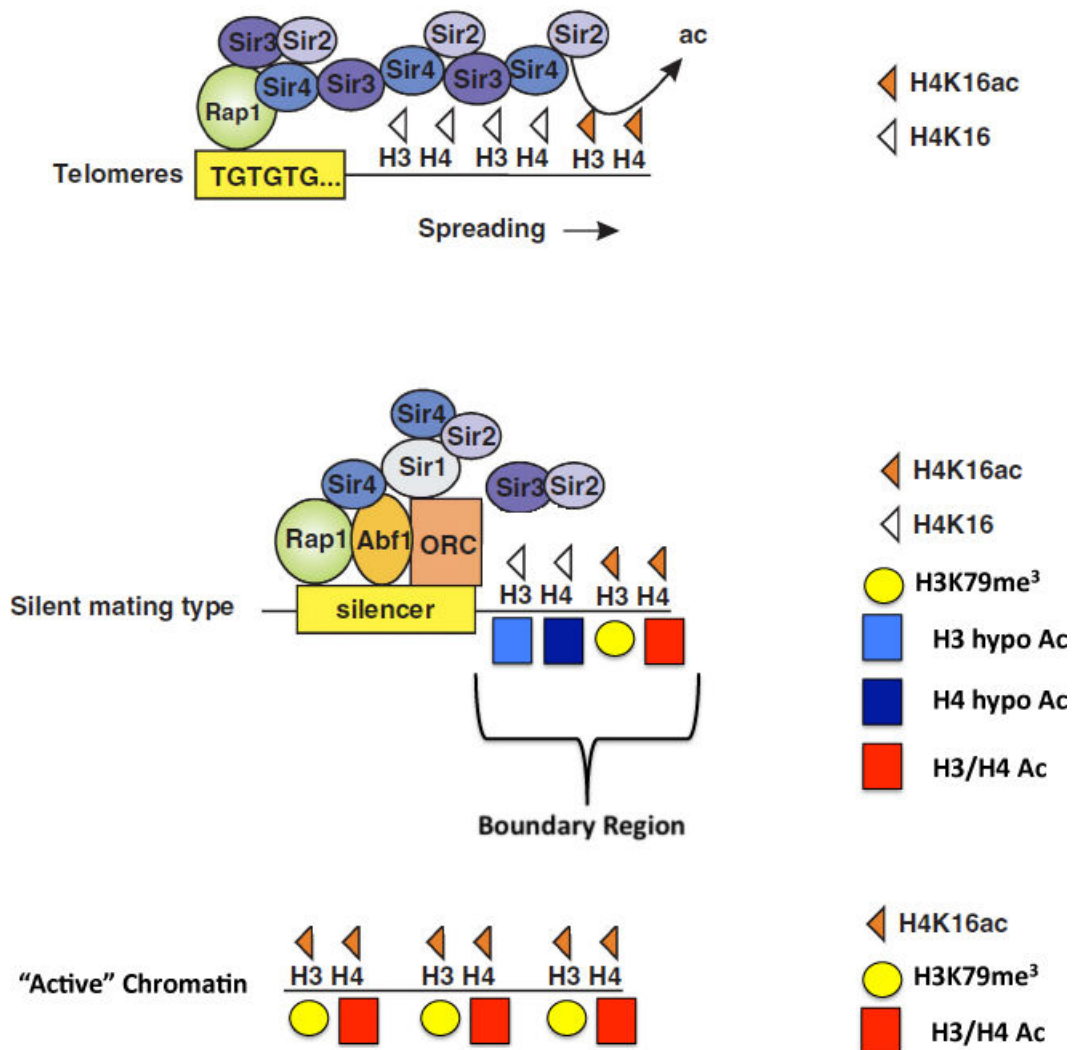 Sir3 Sir2
Sir4
Sir3
Sir4
Sir2
Sir3
Sir4
Sir2
ac
Rap1
H4K16ac
H4K16
H3 H4 H3 H4 H3 H4
Telomeres TGTGTG...
Spreading
Sir4
Sir2
Sir1
Sir4
Sir3 Sir2
Rap1 Abf1 ORC
H4K16ac
H4K16
H3K79me³
H3 H4 H3 H4
Silent mating type silencer
H3 hypo Ac
H4 hypo Ac
H3/H4 Ac
Boundary Region
H4K16ac
H3 H4 H3 H4 H3 H4
“Active” Chromatin
H3K79me³
H3/H4 Ac